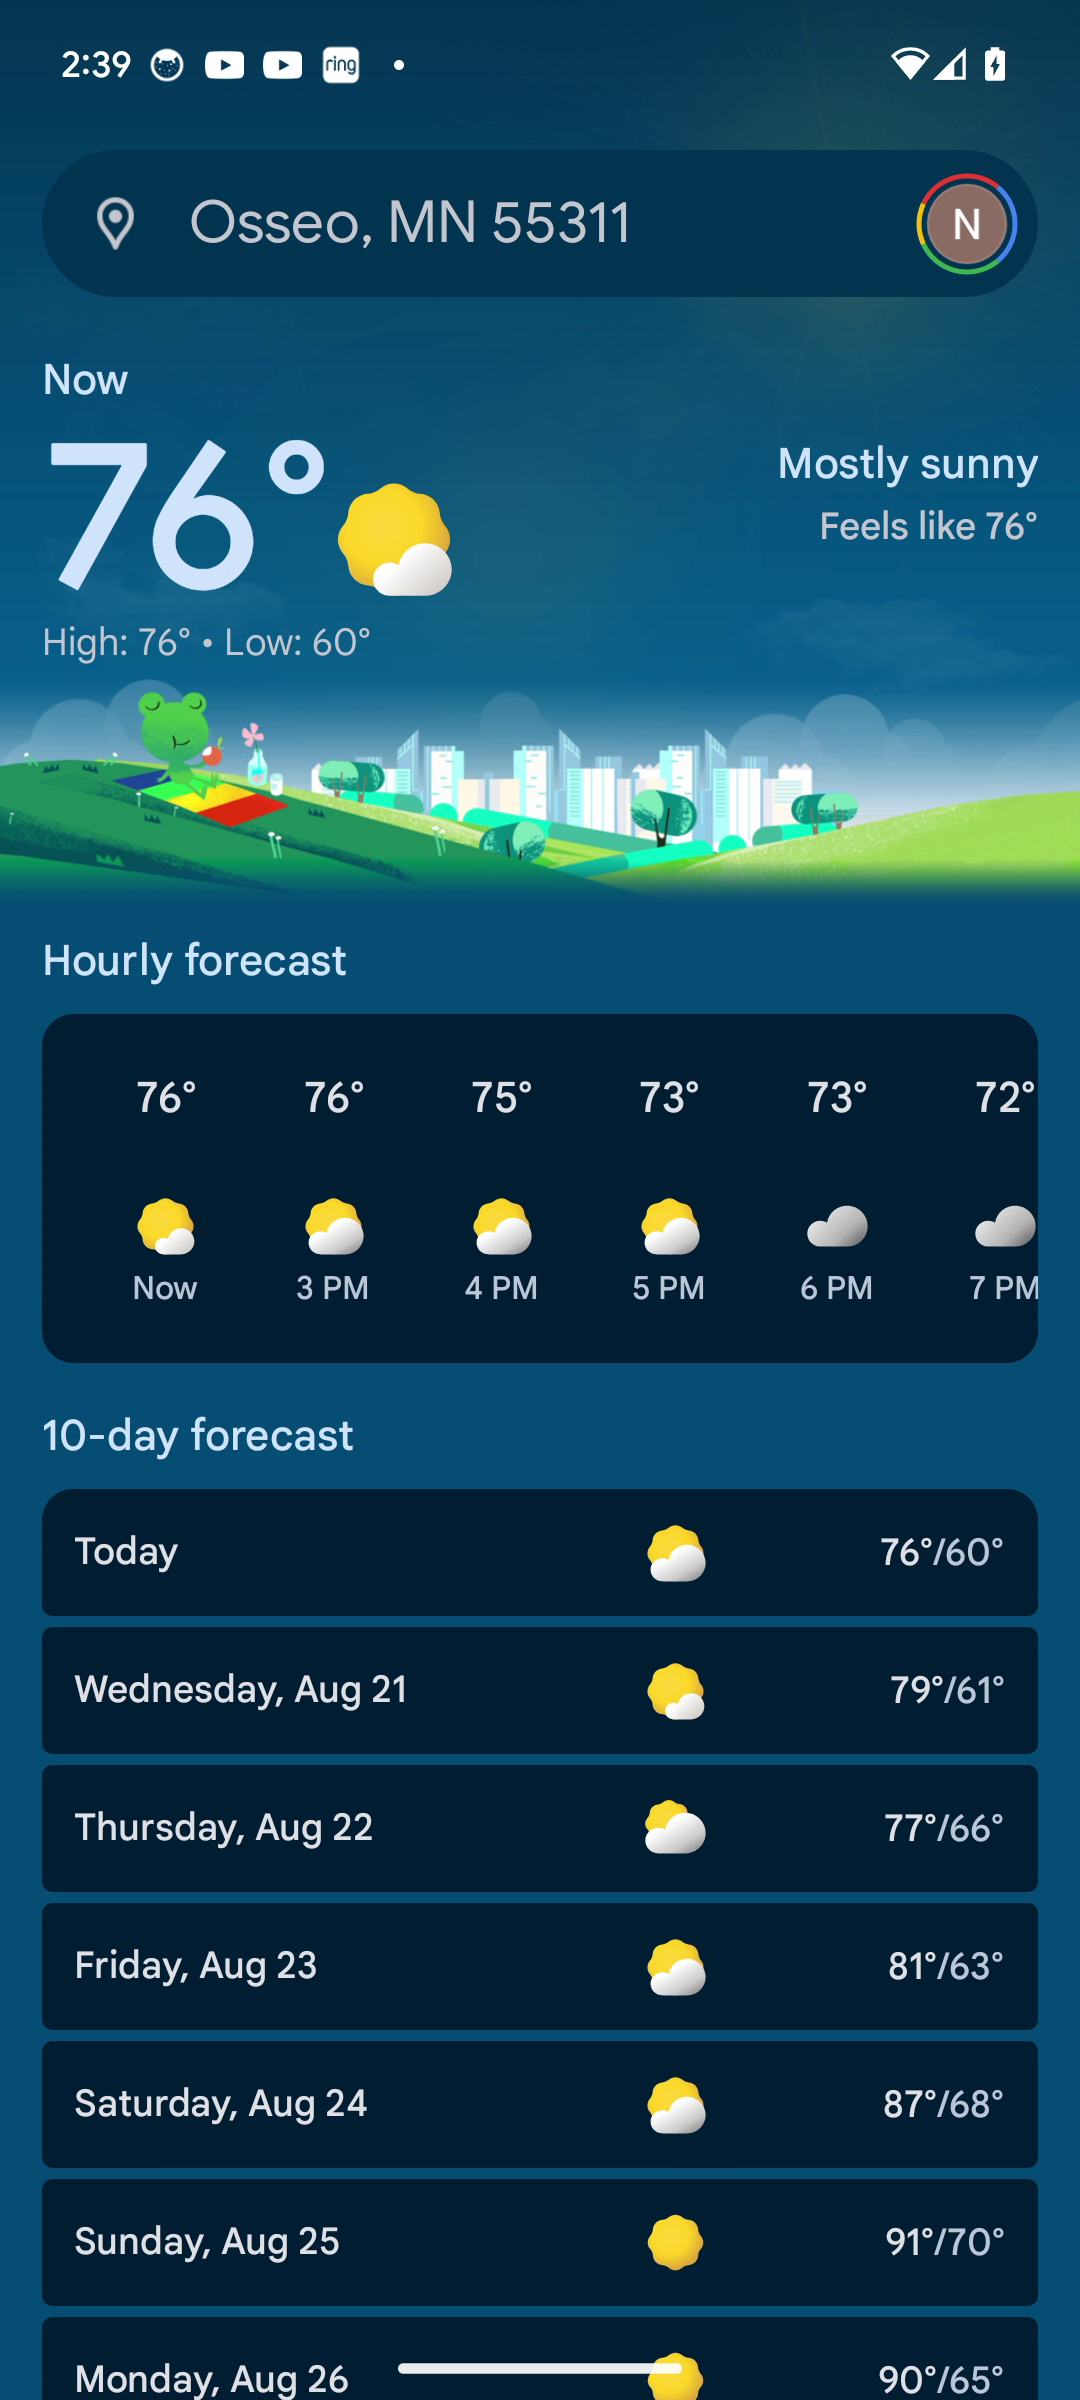 2:39 ring
Osseo, MN 55311 N
Now
76°
Mostly sunny
Feels like 76°
High: 76° • Low: 60°
Hourly forecast
76° 76° 75° 73° 73° 72°
Now 3 PM 4 PM 5 PM 6 PM 7 PM
10-day forecast
Today 76°/60°
Wednesday, Aug 21 79°/61°
Thursday, Aug 22 77°/66°
Friday, Aug 23 81°/63°
Saturday, Aug 24 87°/68°
Sunday, Aug 25 91°/70°
Monday, Aug 26 90°/65°